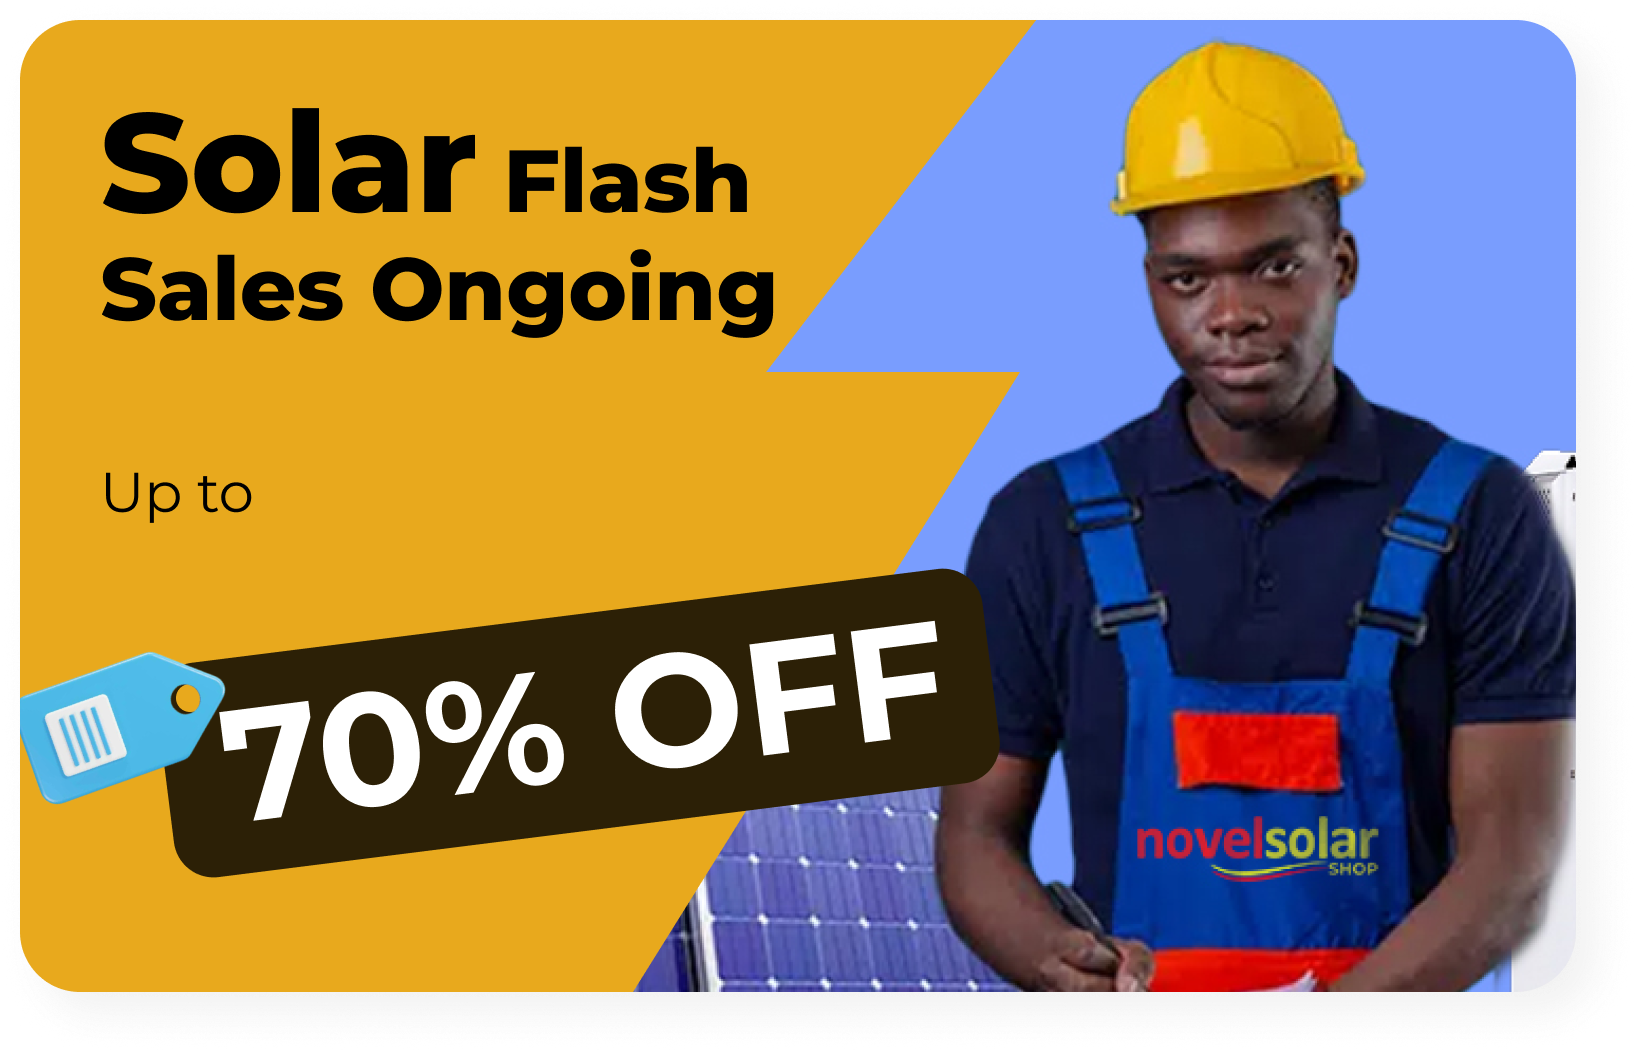 Solar Flash
Sales Ongoing
Up to
70% OFF
novelsolar
SHOP